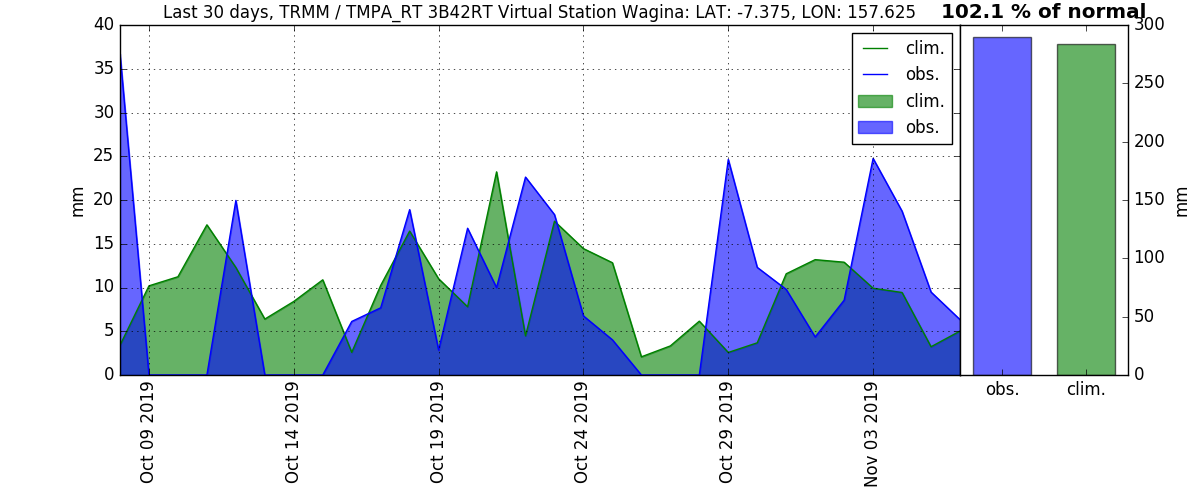 Last 30 days, TRMM / TMPA_RT 3B42RT Virtual Station Wagina: LAT: -7.375, LON: 157.625
102.1 % of normal
40
35
30
25
20
15
10
5
0
mm
clim.
obs.
clim.
obs.
Oct 09 2019
Oct 14 2019
Oct 19 2019
Oct 24 2019
Oct 29 2019
Nov 03 2019
300
250
200
150
100
50
0
mm
obs.
clim.